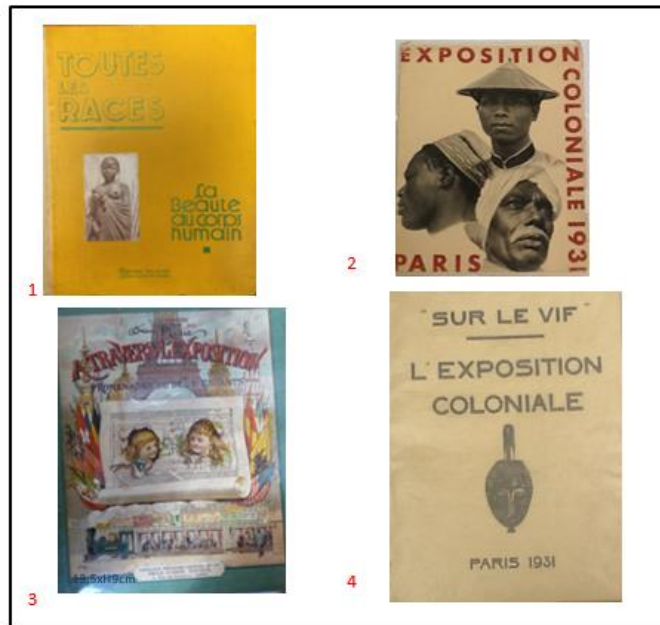 TOUTES
LES
RACES
La
Beauté
du corps
humain
1
EXPOSITION
COLONIALE 1931
PARIS
2
A TRAVERS L'EXPOSITION
13,5xH9cm
3
"SUR LE VIF"
L'EXPOSITION
COLONIALE
PARIS 1931
4